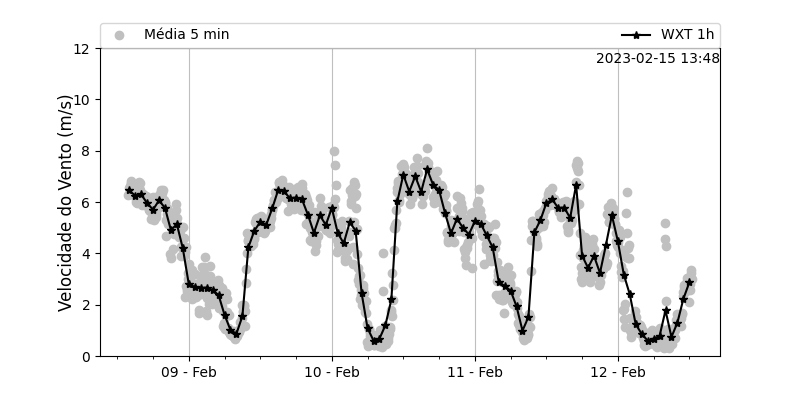 Média 5 min
WXT 1h
2023-02-15 13:48
Velocidade do Vento (m/s)
12
10
8
6
4
2
0
09 - Feb
10 - Feb
11 - Feb
12 - Feb